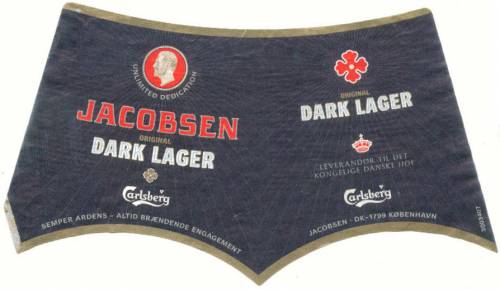 UNLIMITED DEDICATION
JACOBSEN
ORIGINAL
DARK LAGER
Carlsberg
SEMPER ARDENS – ALTID BRÆNDENDE ENGAGEMENT
ORIGINAL
DARK LAGER
LEVERANDØR TIL DET
KONGELIGE DANSKE HOF
Carlsberg
JACOBSEN · DK-1799 KØBENHAVN